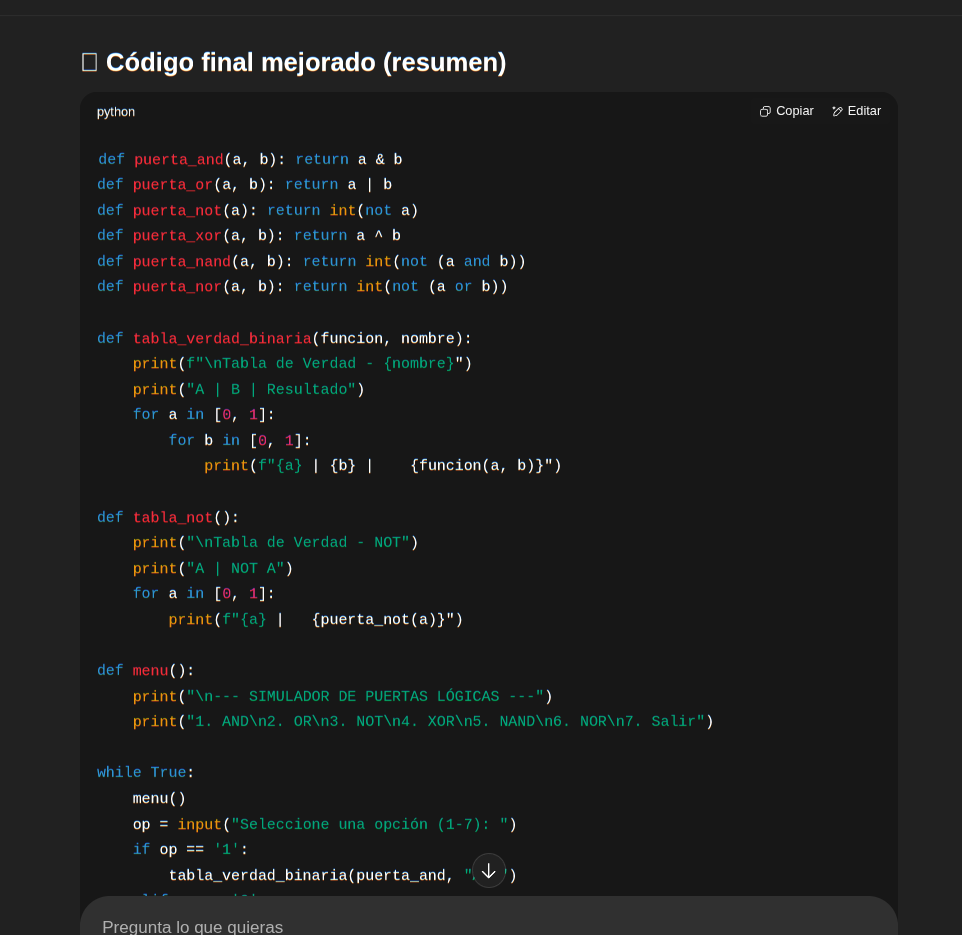 Código final mejorado (resumen)
python
Copiar
Editar
def puerta_and(a, b): return a & b
def puerta_or(a, b): return a | b
def puerta_not(a): return int(not a)
def puerta_xor(a, b): return a ^ b
def puerta_nand(a, b): return int(not (a and b))
def puerta_nor(a, b): return int(not (a or b))
def tabla_verdad_binaria(funcion, nombre):
    print(f"\nTabla de Verdad - {nombre}")
    print("A | B | Resultado")
    for a in [0, 1]:
        for b in [0, 1]:
            print(f"{a} | {b} |    {funcion(a, b)}")
def tabla_not():
    print("\nTabla de Verdad - NOT")
    print("A | NOT A")
    for a in [0, 1]:
        print(f"{a} |   {puerta_not(a)}")
def menu():
    print("\n--- SIMULADOR DE PUERTAS LÓGICAS ---")
    print("1. AND\n2. OR\n3. NOT\n4. XOR\n5. NAND\n6. NOR\n7. Salir")
while True:
    menu()
    op = input("Seleccione una opción (1-7): ")
    if op == '1':
        tabla_verdad_binaria(puerta_and,
Pregunta lo que quieras